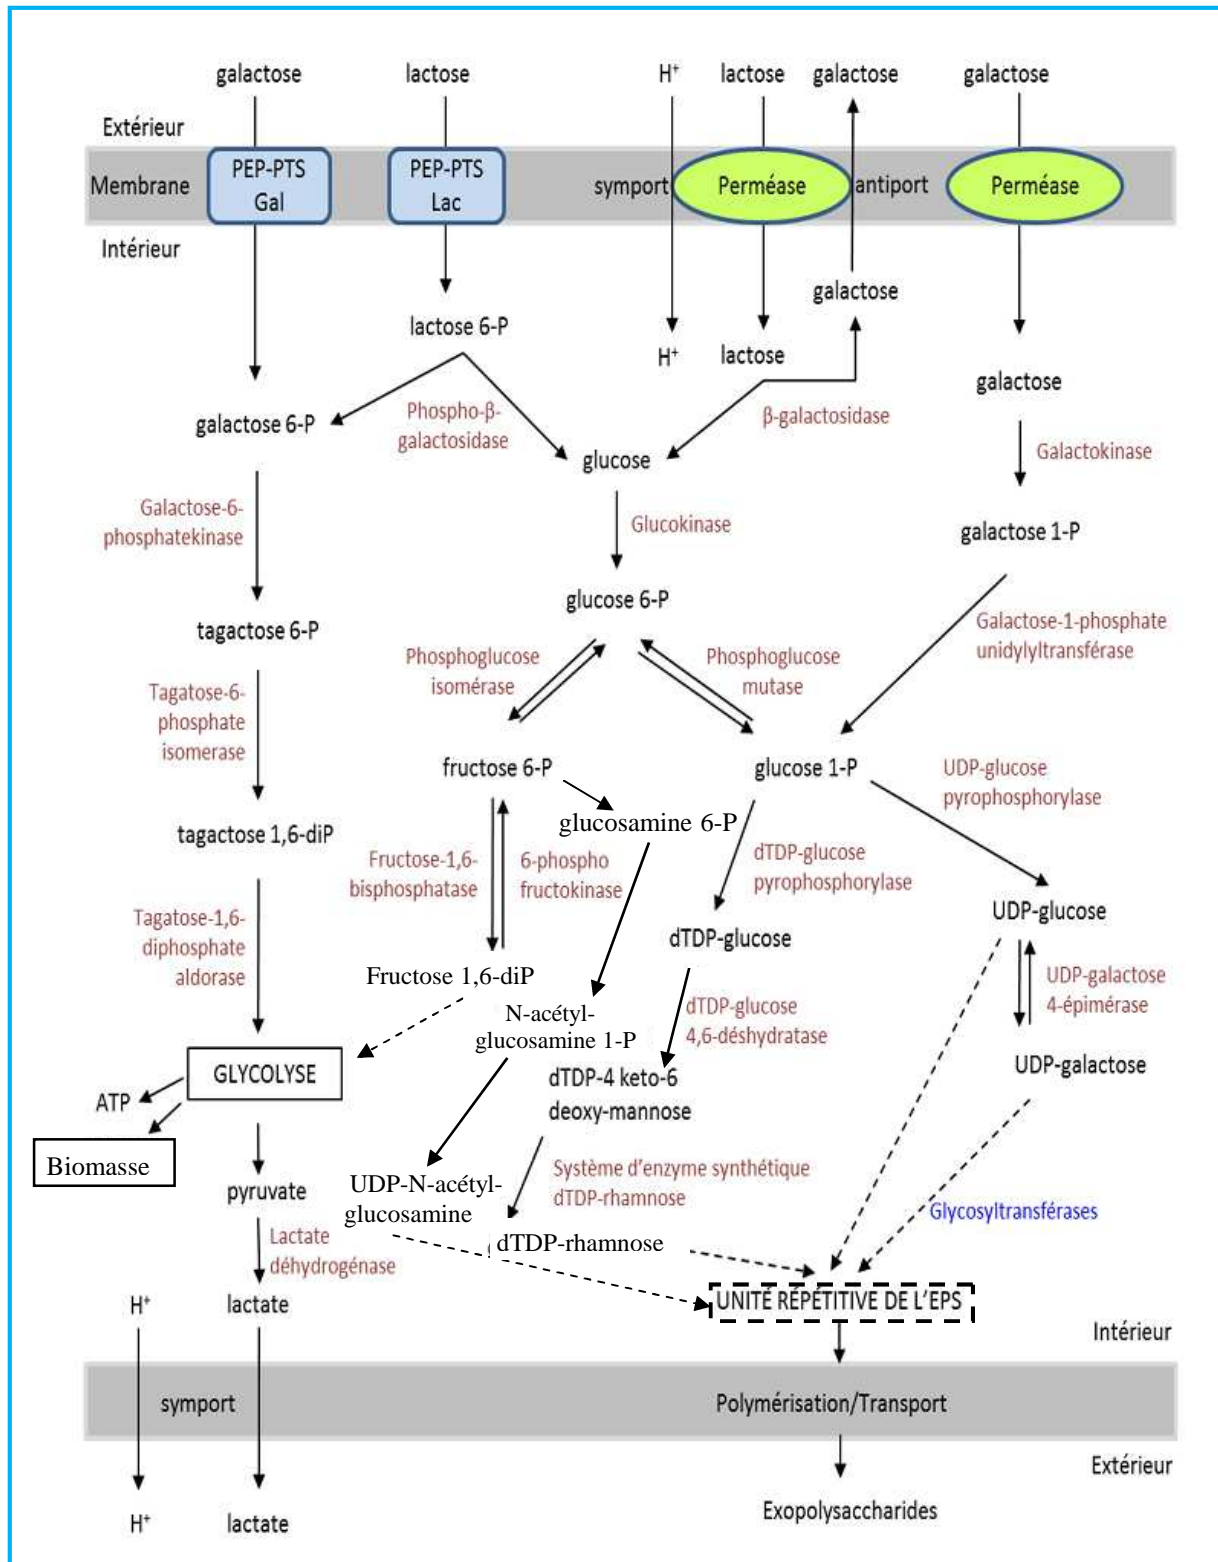 galactose
lactose
H⁺
lactose
galactose
galactose
Extérieur
Membrane
PEP-PTS
Gal
PEP-PTS
Lac
symport
Perméase
antiport
Perméase
Intérieur
galactose
lactose 6-P
H⁺
lactose
galactose
galactose 6-P
Phospho-β-
galactosidase
β-galactosidase
glucose
Galactokinase
Galactose-6-
phosphatekinase
Glucokinase
galactose 1-P
glucose 6-P
tagactose 6-P
Galactose-1-phosphate
unidylyltransférase
Phosphoglucose
isomérase
Phosphoglucose
mutase
Tagatose-6-
phosphate
isomerase
fructose 6-P
glucose 1-P
UDP-glucose
pyrophosphorylase
glucosamine 6-P
tagactose 1,6-diP
Fructose-1,6-
bisphosphatase
6-phospho
fructokinase
dTDP-glucose
pyrophosphorylase
UDP-glucose
Tagatose-1,6-
diphosphate
aldorase
dTDP-glucose
Fructose 1,6-diP
UDP-galactose
4-épimérase
N-acétyl-
glucosamine 1-P
dTDP-glucose
4,6-déshydratase
GLYCOLYSE
dTDP-4 keto-6
deoxy-mannose
UDP-galactose
ATP
Biomasse
pyruvate
UDP-N-acétyl-
glucosamine
Système d'enzyme synthétique
dTDP-rhamnose
Glycosyltransférases
Lactate
déhydrogénase
dTDP-rhamnose
H⁺
lactate
UNITÉ RÉPÉTITIVE DE L'EPS
Intérieur
symport
Polymérisation/Transport
Extérieur
H⁺
lactate
Exopolysaccharides